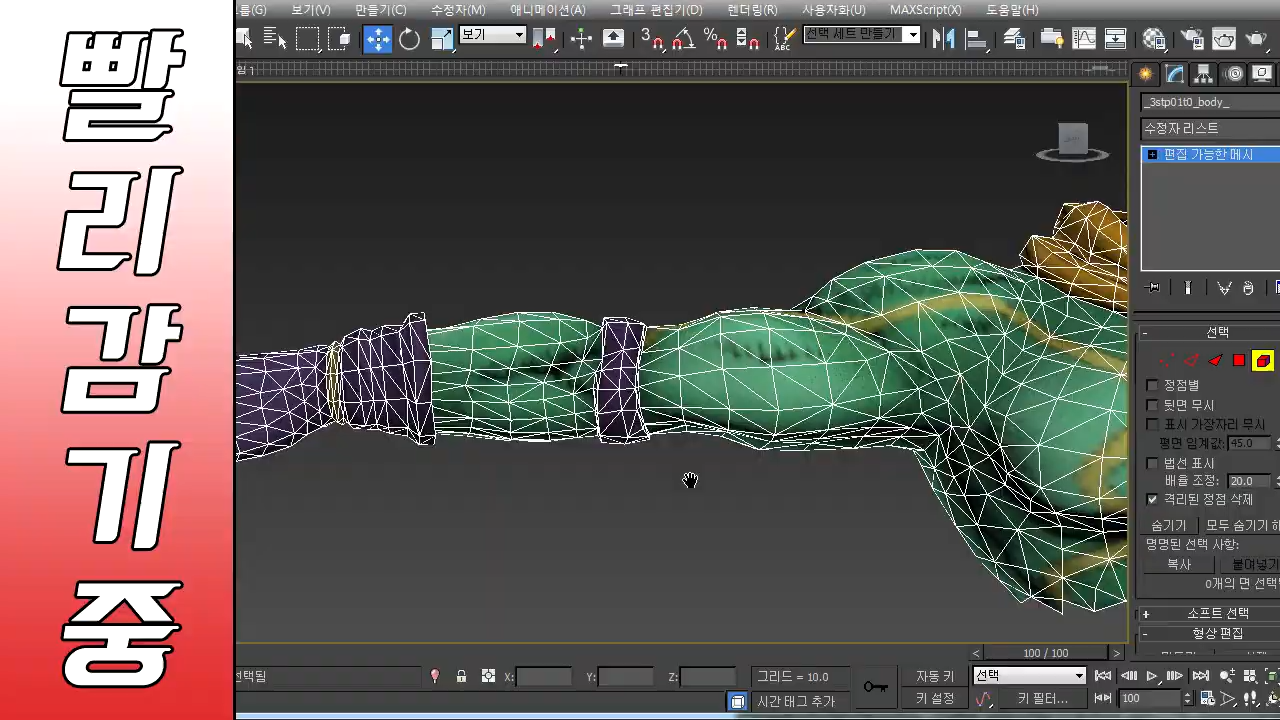 빨
리
감
기
중
룹(G) 보기(V) 만들기(C) 수정자(M) 애니메이션(A) 그래프 편집기(D) 렌더링(R) 사용자화(U) MAXScript(X) 도움말(H)
보기
3
ABC
선택 세트 만들기
_3stp01t0_body_
수정자 리스트
편집 가능한 메시
선택
정점별
뒷면 무시
표시 가장자리 무시
평면 임계값: 45.0
법선 표시
배율 조정: 20.0
격리된 정점 삭제
숨기기 모두 숨기기 해
명명된 선택 사항:
복사 붙여넣기
0개의 면 선택
소프트 선택
형상 편집
100 / 100
선택됨
X: Y: Z:
그리드 = 10.0
자동 키
선택
시간 태그 추가
키 설정
키 필터...
100